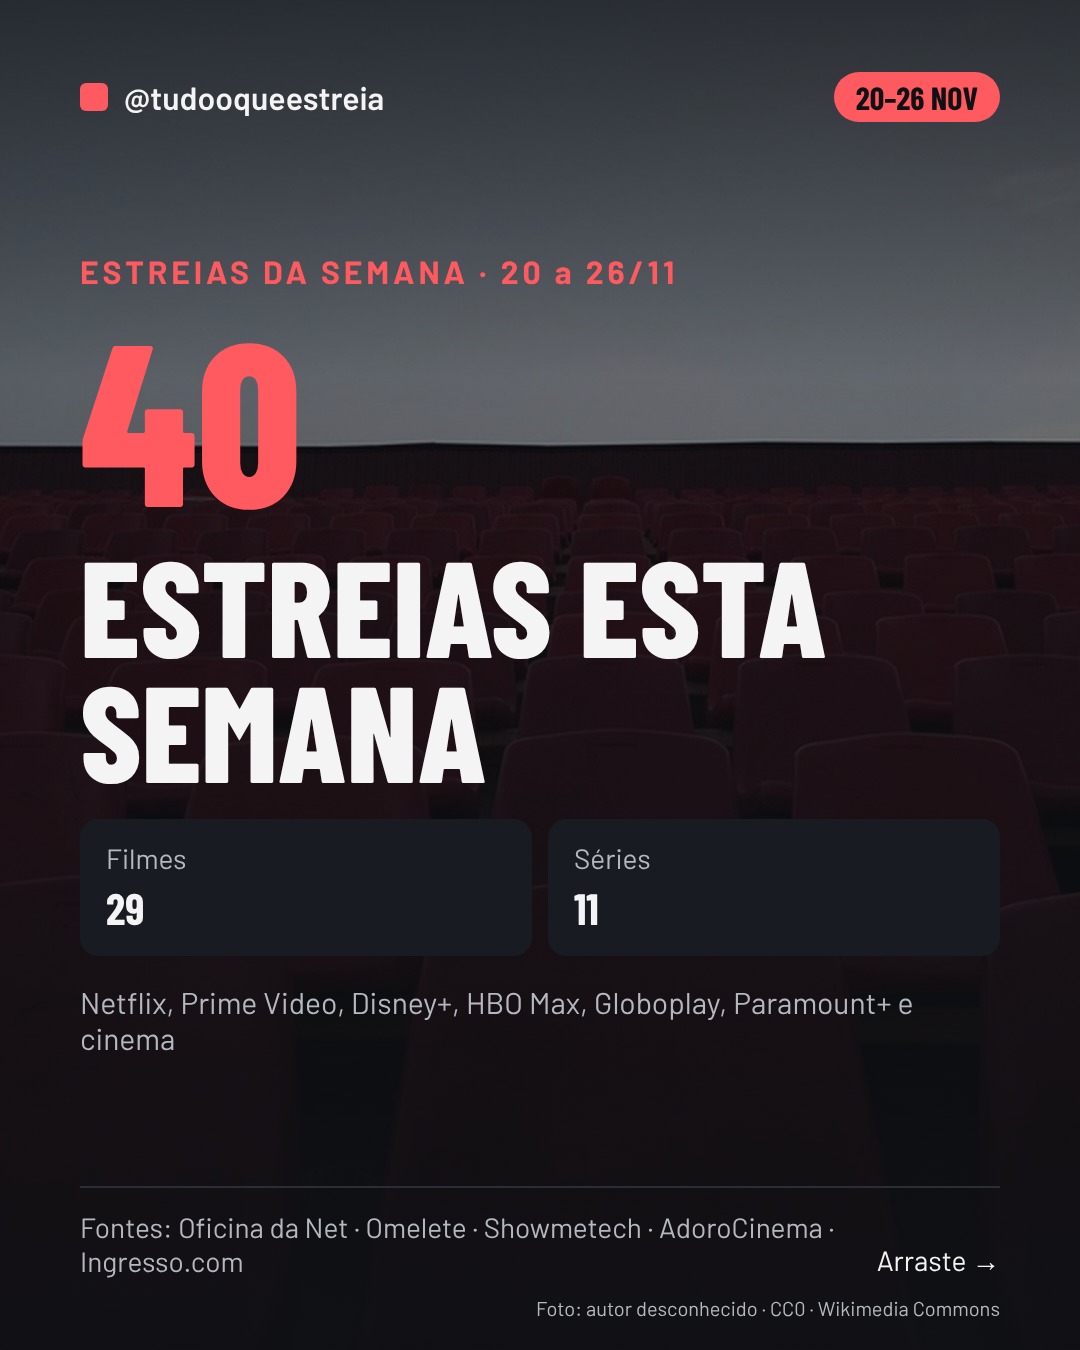 @tudooqueestreia
20–26 NOV
ESTREIAS DA SEMANA · 20 a 26/11
40
ESTREIAS ESTA
SEMANA
Filmes
29
Séries
11
Netflix, Prime Video, Disney+, HBO Max, Globoplay, Paramount+ e
cinema
Fontes: Oficina da Net · Omelete · Showmetech · AdoroCinema ·
Ingresso.com
Arraste →
Foto: autor desconhecido · CC0 · Wikimedia Commons